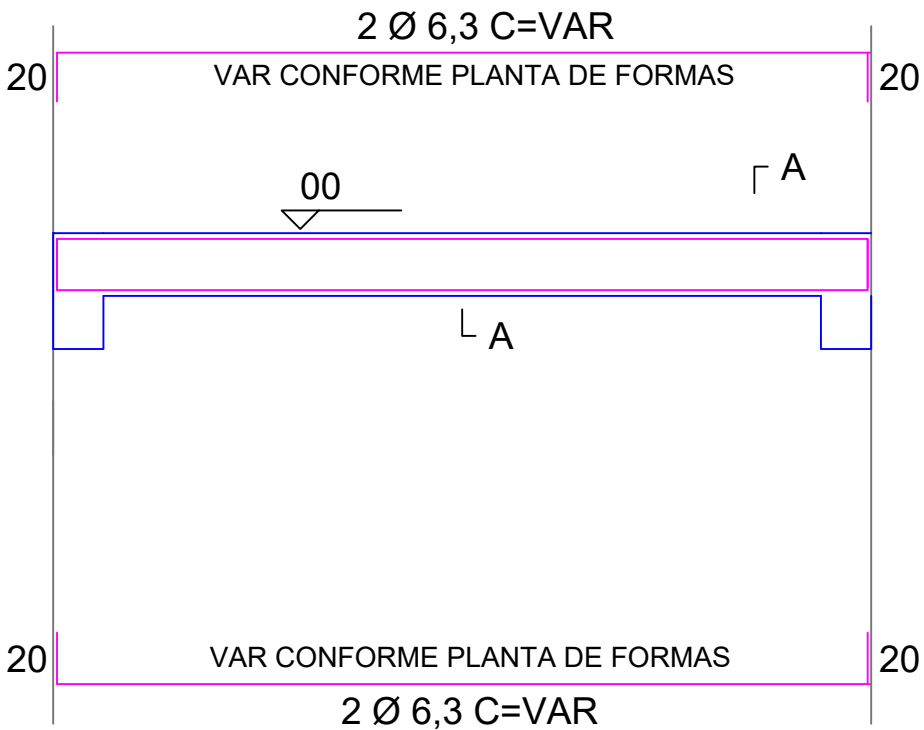 2 Ø 6,3 C=VAR
20 VAR CONFORME PLANTA DE FORMAS 20
A
00
A
20 VAR CONFORME PLANTA DE FORMAS 20
2 Ø 6,3 C=VAR